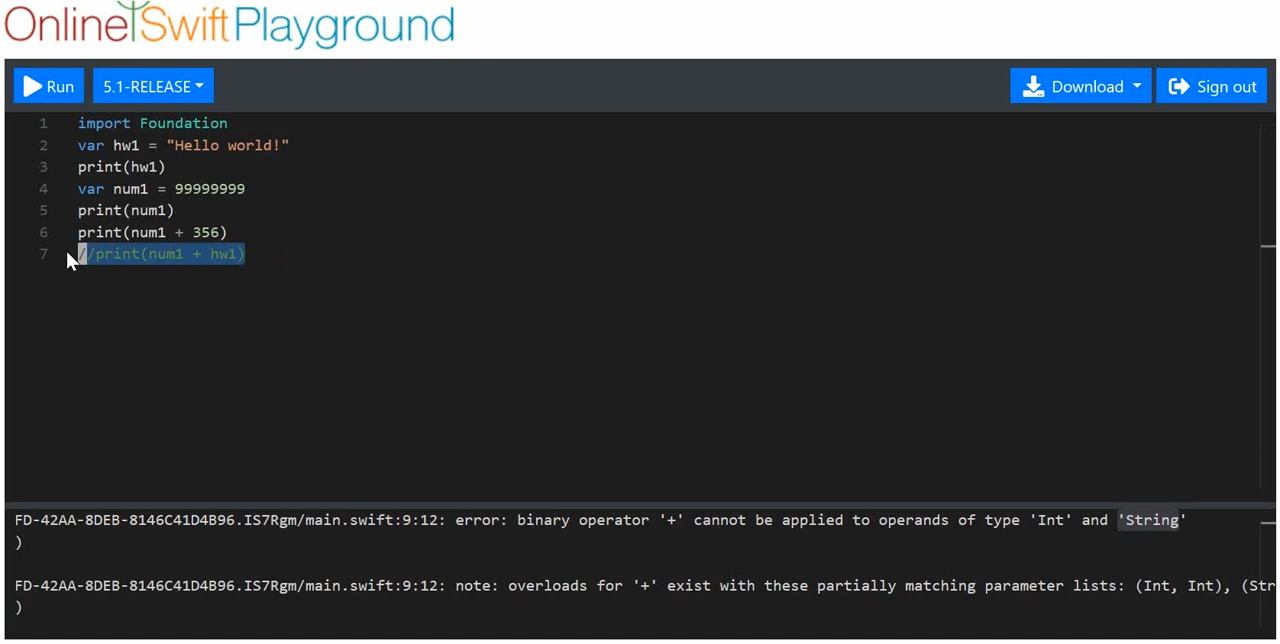 OnlineSwiftPlayground
Run 5.1-RELEASE Download Sign out
1 import Foundation
2 var hw1 = "Hello world!"
3 print(hw1)
4 var num1 = 99999999
5 print(num1)
6 print(num1 + 356)
7 //print(num1 + hw1)
FD-42AA-8DEB-8146C41D4B96.IS7Rgm/main.swift:9:12: error: binary operator '+' cannot be applied to operands of type 'Int' and 'String'
)
FD-42AA-8DEB-8146C41D4B96.IS7Rgm/main.swift:9:12: note: overloads for '+' exist with these partially matching parameter lists: (Int, Int), (Str
)